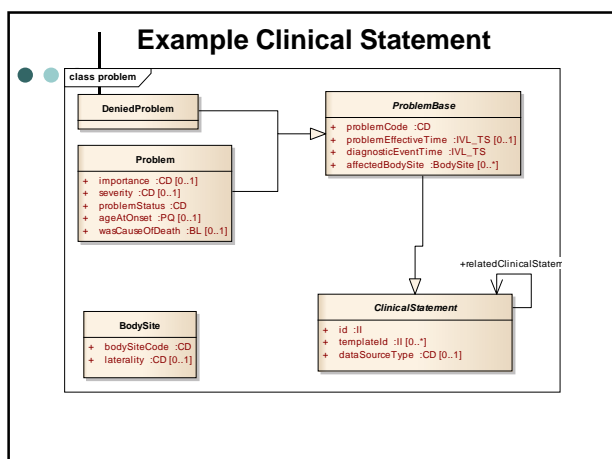 Example Clinical Statement
class problem
DeniedProblem
Problem
+ importance :CD [0..1]
+ severity :CD [0..1]
+ problemStatus :CD
+ ageAtOnset :PQ [0..1]
+ wasCauseOfDeath :BL [0..1]
ProblemBase
+ problemCode :CD
+ problemEffectiveTime :IVL_TS [0..1]
+ diagnosticEventTime :IVL_TS
+ affectedBodySite :BodySite [0..*]
+relatedClinicalStatem
BodySite
+ bodySiteCode :CD
+ laterality :CD [0..1]
ClinicalStatement
+ id :II
+ templateId :II [0..*]
+ dataSourceType :CD [0..1]